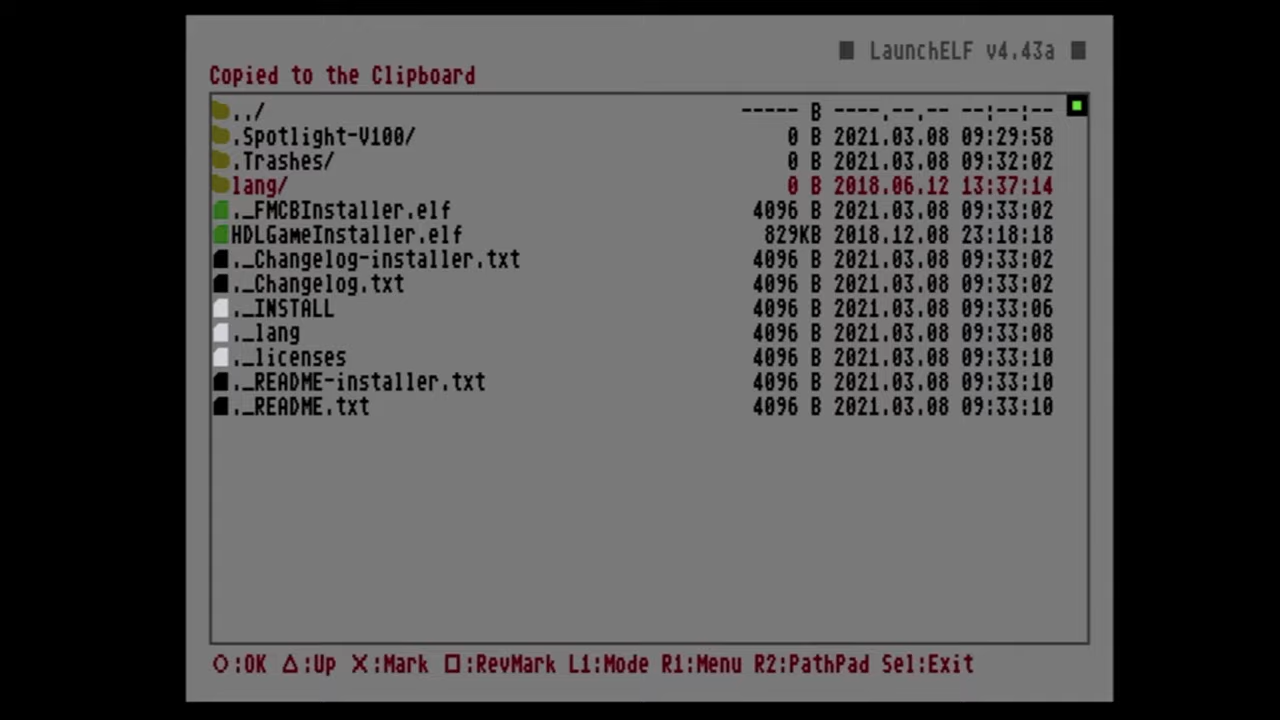 LaunchELF v4.43a
Copied to the Clipboard
../ ----- B ----.--.-- --:--:--
.Spotlight-V100/ 0 B 2021.03.08 09:29:58
.Trashes/ 0 B 2021.03.08 09:32:02
lang/ 0 B 2018.06.12 13:37:14
._FMCBInstaller.elf 4096 B 2021.03.08 09:33:02
HDLGameInstaller.elf 829KB 2018.12.08 23:18:18
._Changelog-installer.txt 4096 B 2021.03.08 09:33:02
._Changelog.txt 4096 B 2021.03.08 09:33:02
._INSTALL 4096 B 2021.03.08 09:33:06
._lang 4096 B 2021.03.08 09:33:08
._licenses 4096 B 2021.03.08 09:33:10
._README-installer.txt 4096 B 2021.03.08 09:33:10
._README.txt 4096 B 2021.03.08 09:33:10
○:OK △:Up X:Mark □:RevMark L1:Mode R1:Menu R2:PathPad Sel:Exit